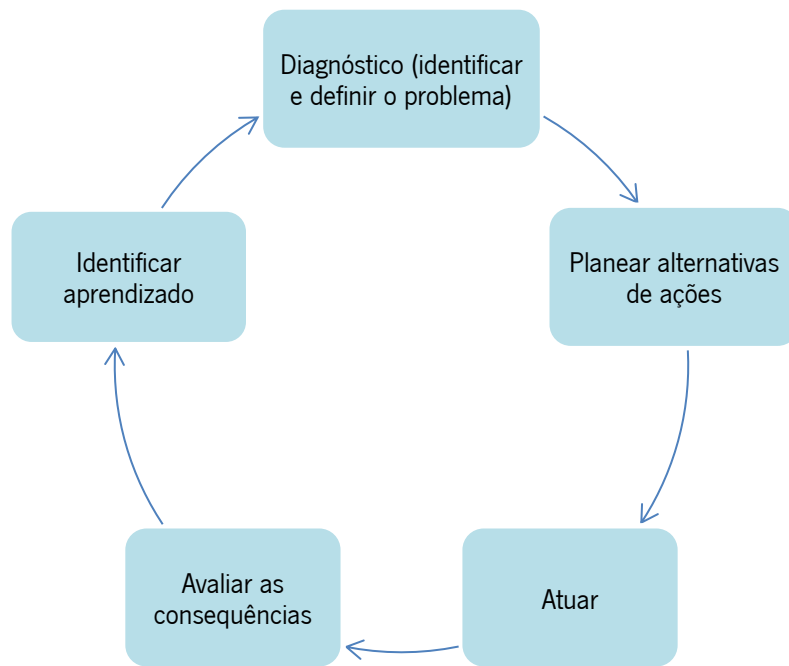 Diagnóstico (identificar
e definir o problema)
Planear alternativas
de ações
Atuar
Avaliar as
consequências
Identificar
aprendizado